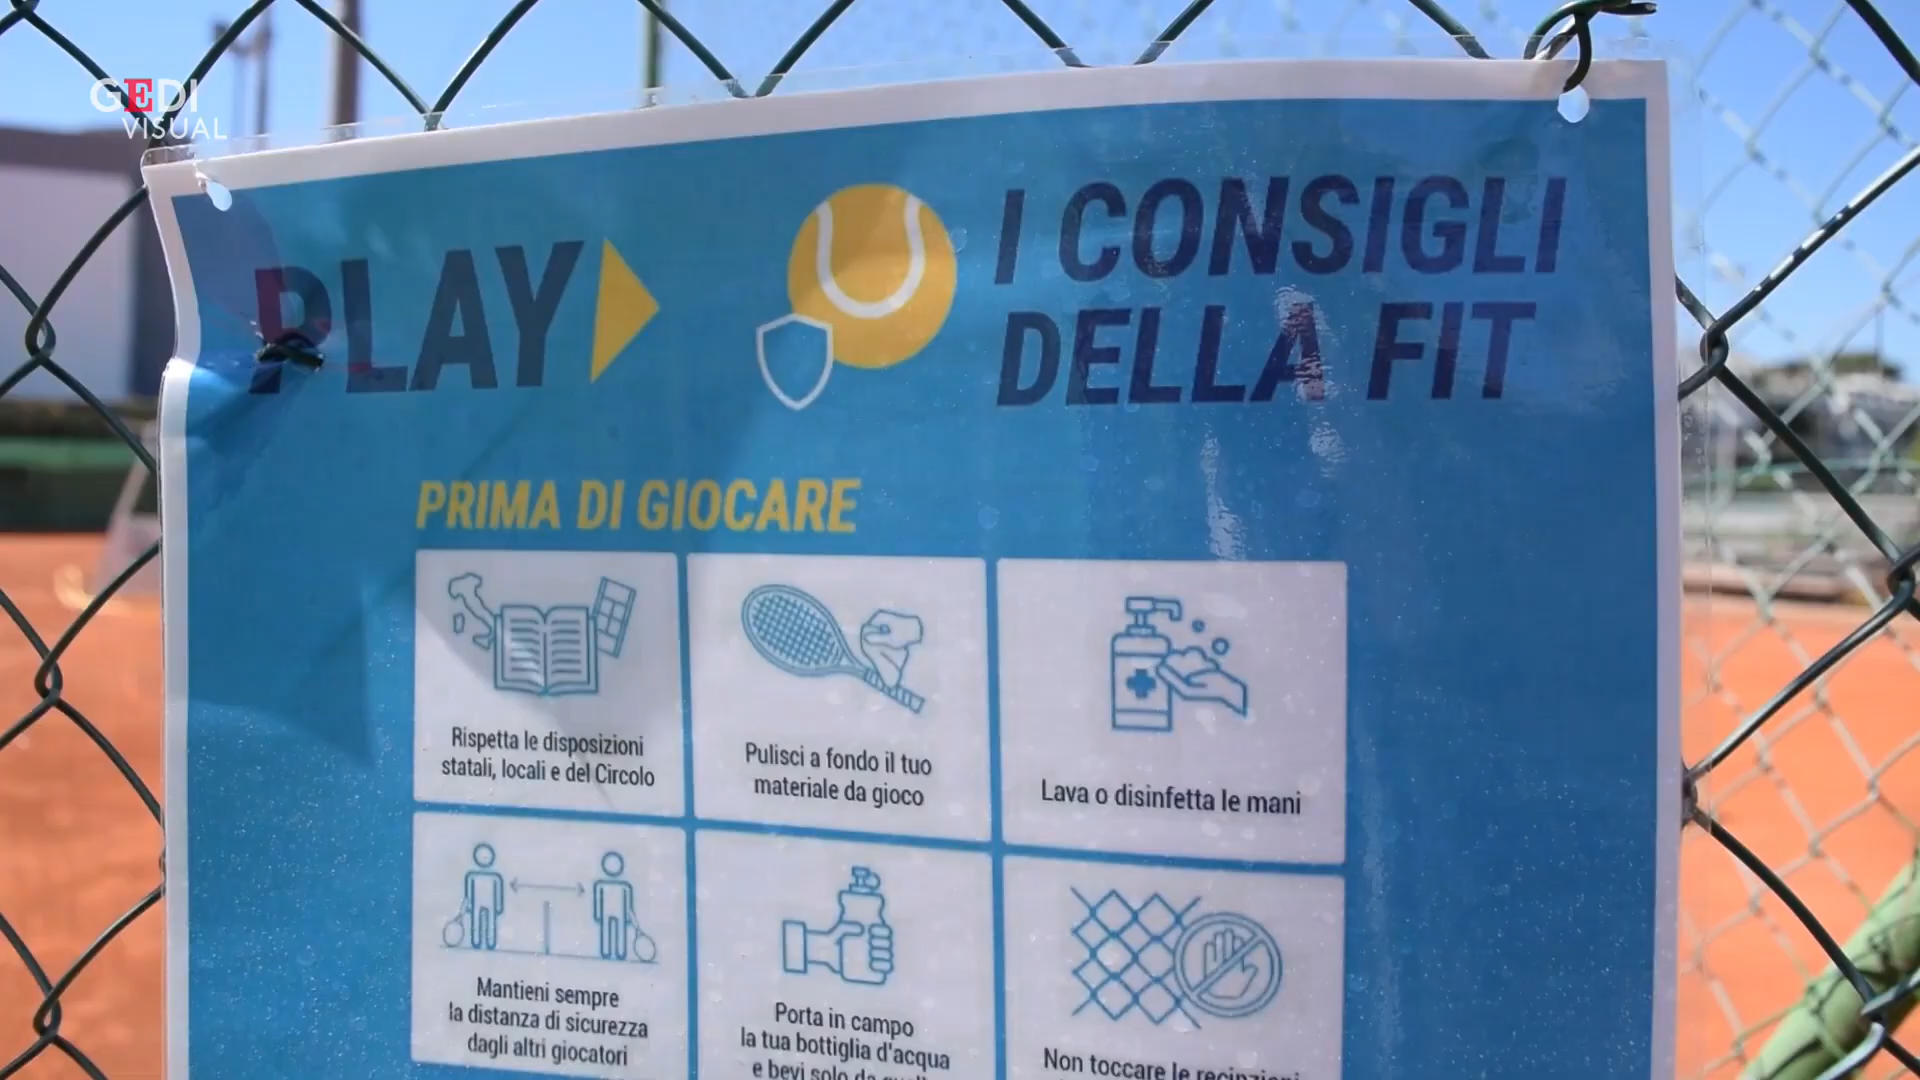 GEDI
VISUAL
PLAY
I CONSIGLI
DELLA FIT
PRIMA DI GIOCARE
Rispetta le disposizioni
statali, locali e del Circolo
Pulisci a fondo il tuo
materiale da gioco
Lava o disinfetta le mani
Mantieni sempre
la distanza di sicurezza
dagli altri giocatori
Porta in campo
la tua bottiglia d'acqua
e bevi solo da
Non toccare le recinzioni